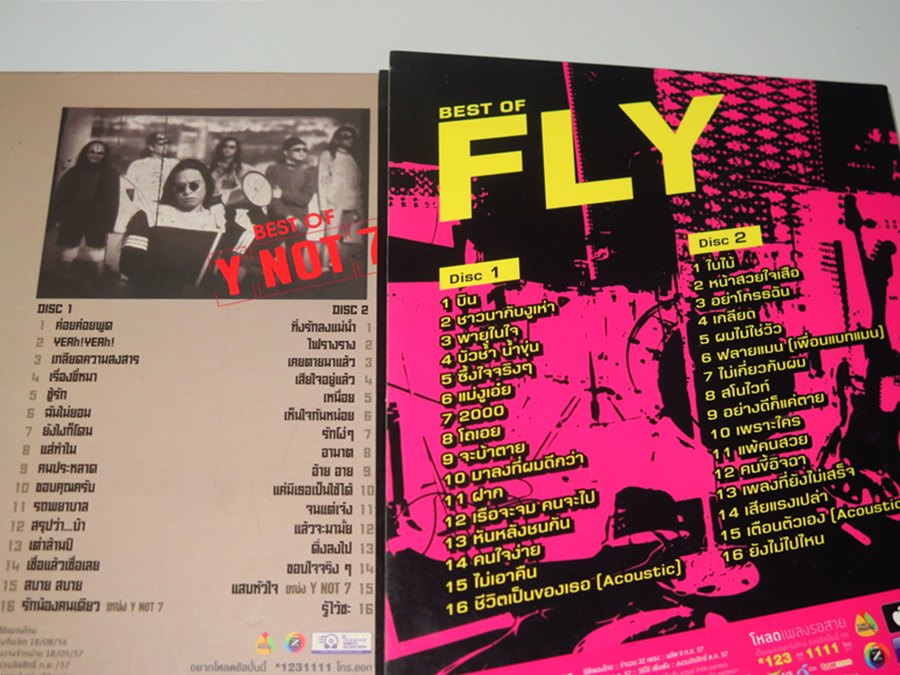 BEST OF
Y NOT 7
DISC 1
1 ค่อยค่อยพูด
2 YEAH!YEAH!
3 เกลียดความสงสาร
4 เรื่องขี้หมา
5 ชู้รัก
6 ฉันไม่ยอม
7 ยังไงก็โดน
8 แส่ทำไม
9 คนประหลาด
10 ขอบคุณครับ
11 รถพยาบาล
12 สรุปว่า...บ้า
13 เต่าล้านปี
14 เชื่อแล้วเชื่อเลย
15 สบาย สบาย
16 รักน้องคนเดียว เหน่ง Y NOT 7
DISC 2
ทิ้งรักลงแม่น้ำ 1
ไฟรางราง 2
เคยตายมาแล้ว 3
เสียใจอยู่แล้ว 4
เหนื่อย 5
เห็นใจกันหน่อย 6
รักโง่ๆ 7
อามาต 8
อ้าย อาย 9
แค่มีเธอเป็นใช้ได้ 10
จนแต่เจ๋ง 11
แล้วจะมานั้ย 12
ดิ่งลงไป 13
ขอบใจจริง ๆ 14
แสบหัวใจ เหน่ง Y NOT 7 15
รู้ไว้ซะ 16
อยากโหลดอัลบั้มนี้ *1231111 โทร.ออก
BEST OF
FLY
Disc 1
1 บิน
2 ชาวนากับงูเห่า
3 พายุในใจ
4 บัวช้ำ น้ำขุ่น
5 ซึ้งใจจริงๆ
6 แม่งูเอ๋ย
7 2000
8 โถเอย
9 จะบ้าตาย
10 มาลงที่ผมดีกว่า
11 ฝาก
12 เรือจะจม คนจะไป
13 หันหลังชนกัน
14 คนใจง่าย
15 ไม่เอาคืน
16 ชีวิตเป็นของเธอ (Acoustic)
Disc 2
1 ใบไม้
2 หน้าสวยใจเสือ
3 อย่าโกรธฉัน
4 เกลียด
5 ผมไม่ใช่วัว
6 ฟลายแมน (เพื่อนแบกแมน)
7 ไม่เกี่ยวกับผม
8 สโนไวท์
9 อย่างดีก็แค่ตาย
10 เพราะใคร
11 แพ้คนสวย
12 คนขี้อิจฉา
13 เพลงที่ยังไม่เสร็จ
14 เสียแรงเปล่า
15 เตือนตัวเอง (Acoustic
16 ยังไม่ไปไหน
โหลดเพลงรอสาย
*123 1111